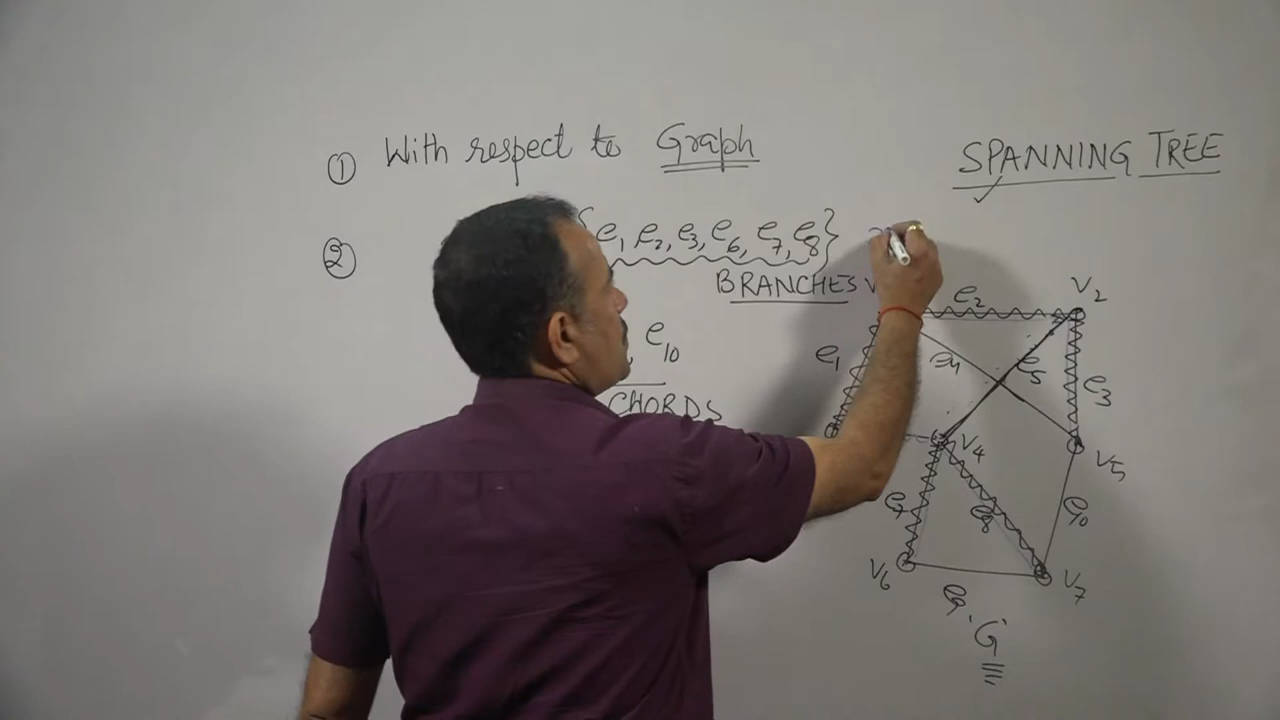 ① With respect to Graph
SPANNING TREE
② {e1, e2, e3, e6, e7, e8}
BRANCHES
e10
CHORDS
V
e2
V2
e1
e4
e5
e3
V4
V5
e7
e8
e10
V6
V7
e9
G